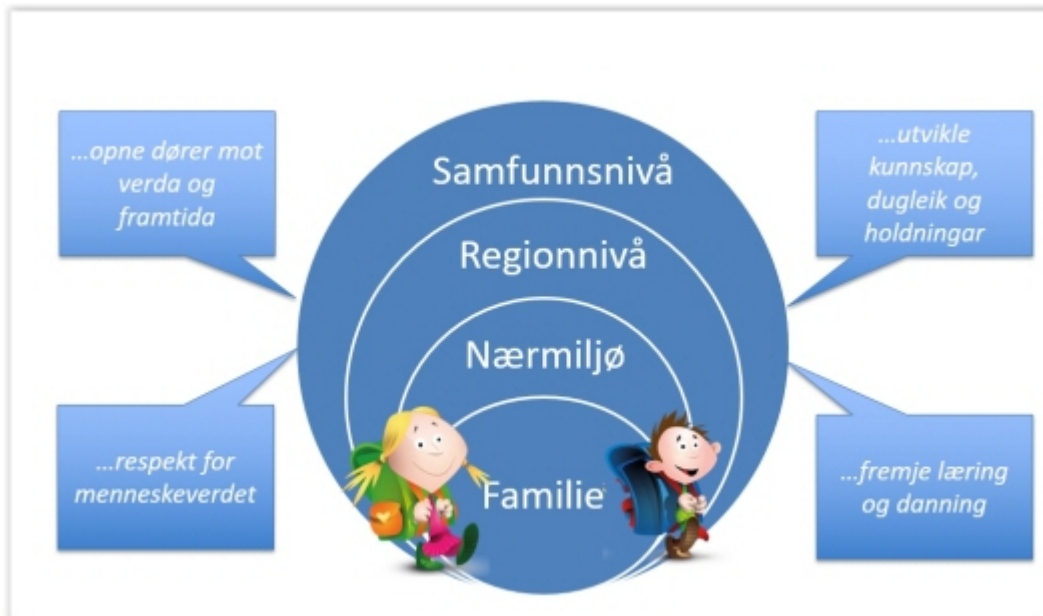 ...opne dører mot
verda og
framtida
...respekt for
menneskeverdet
Samfunnsnivå
Regionnivå
Nærmiljø
Familie
...utvikle
kunnskap,
dugleik og
holdningar
...fremje læring
og danning